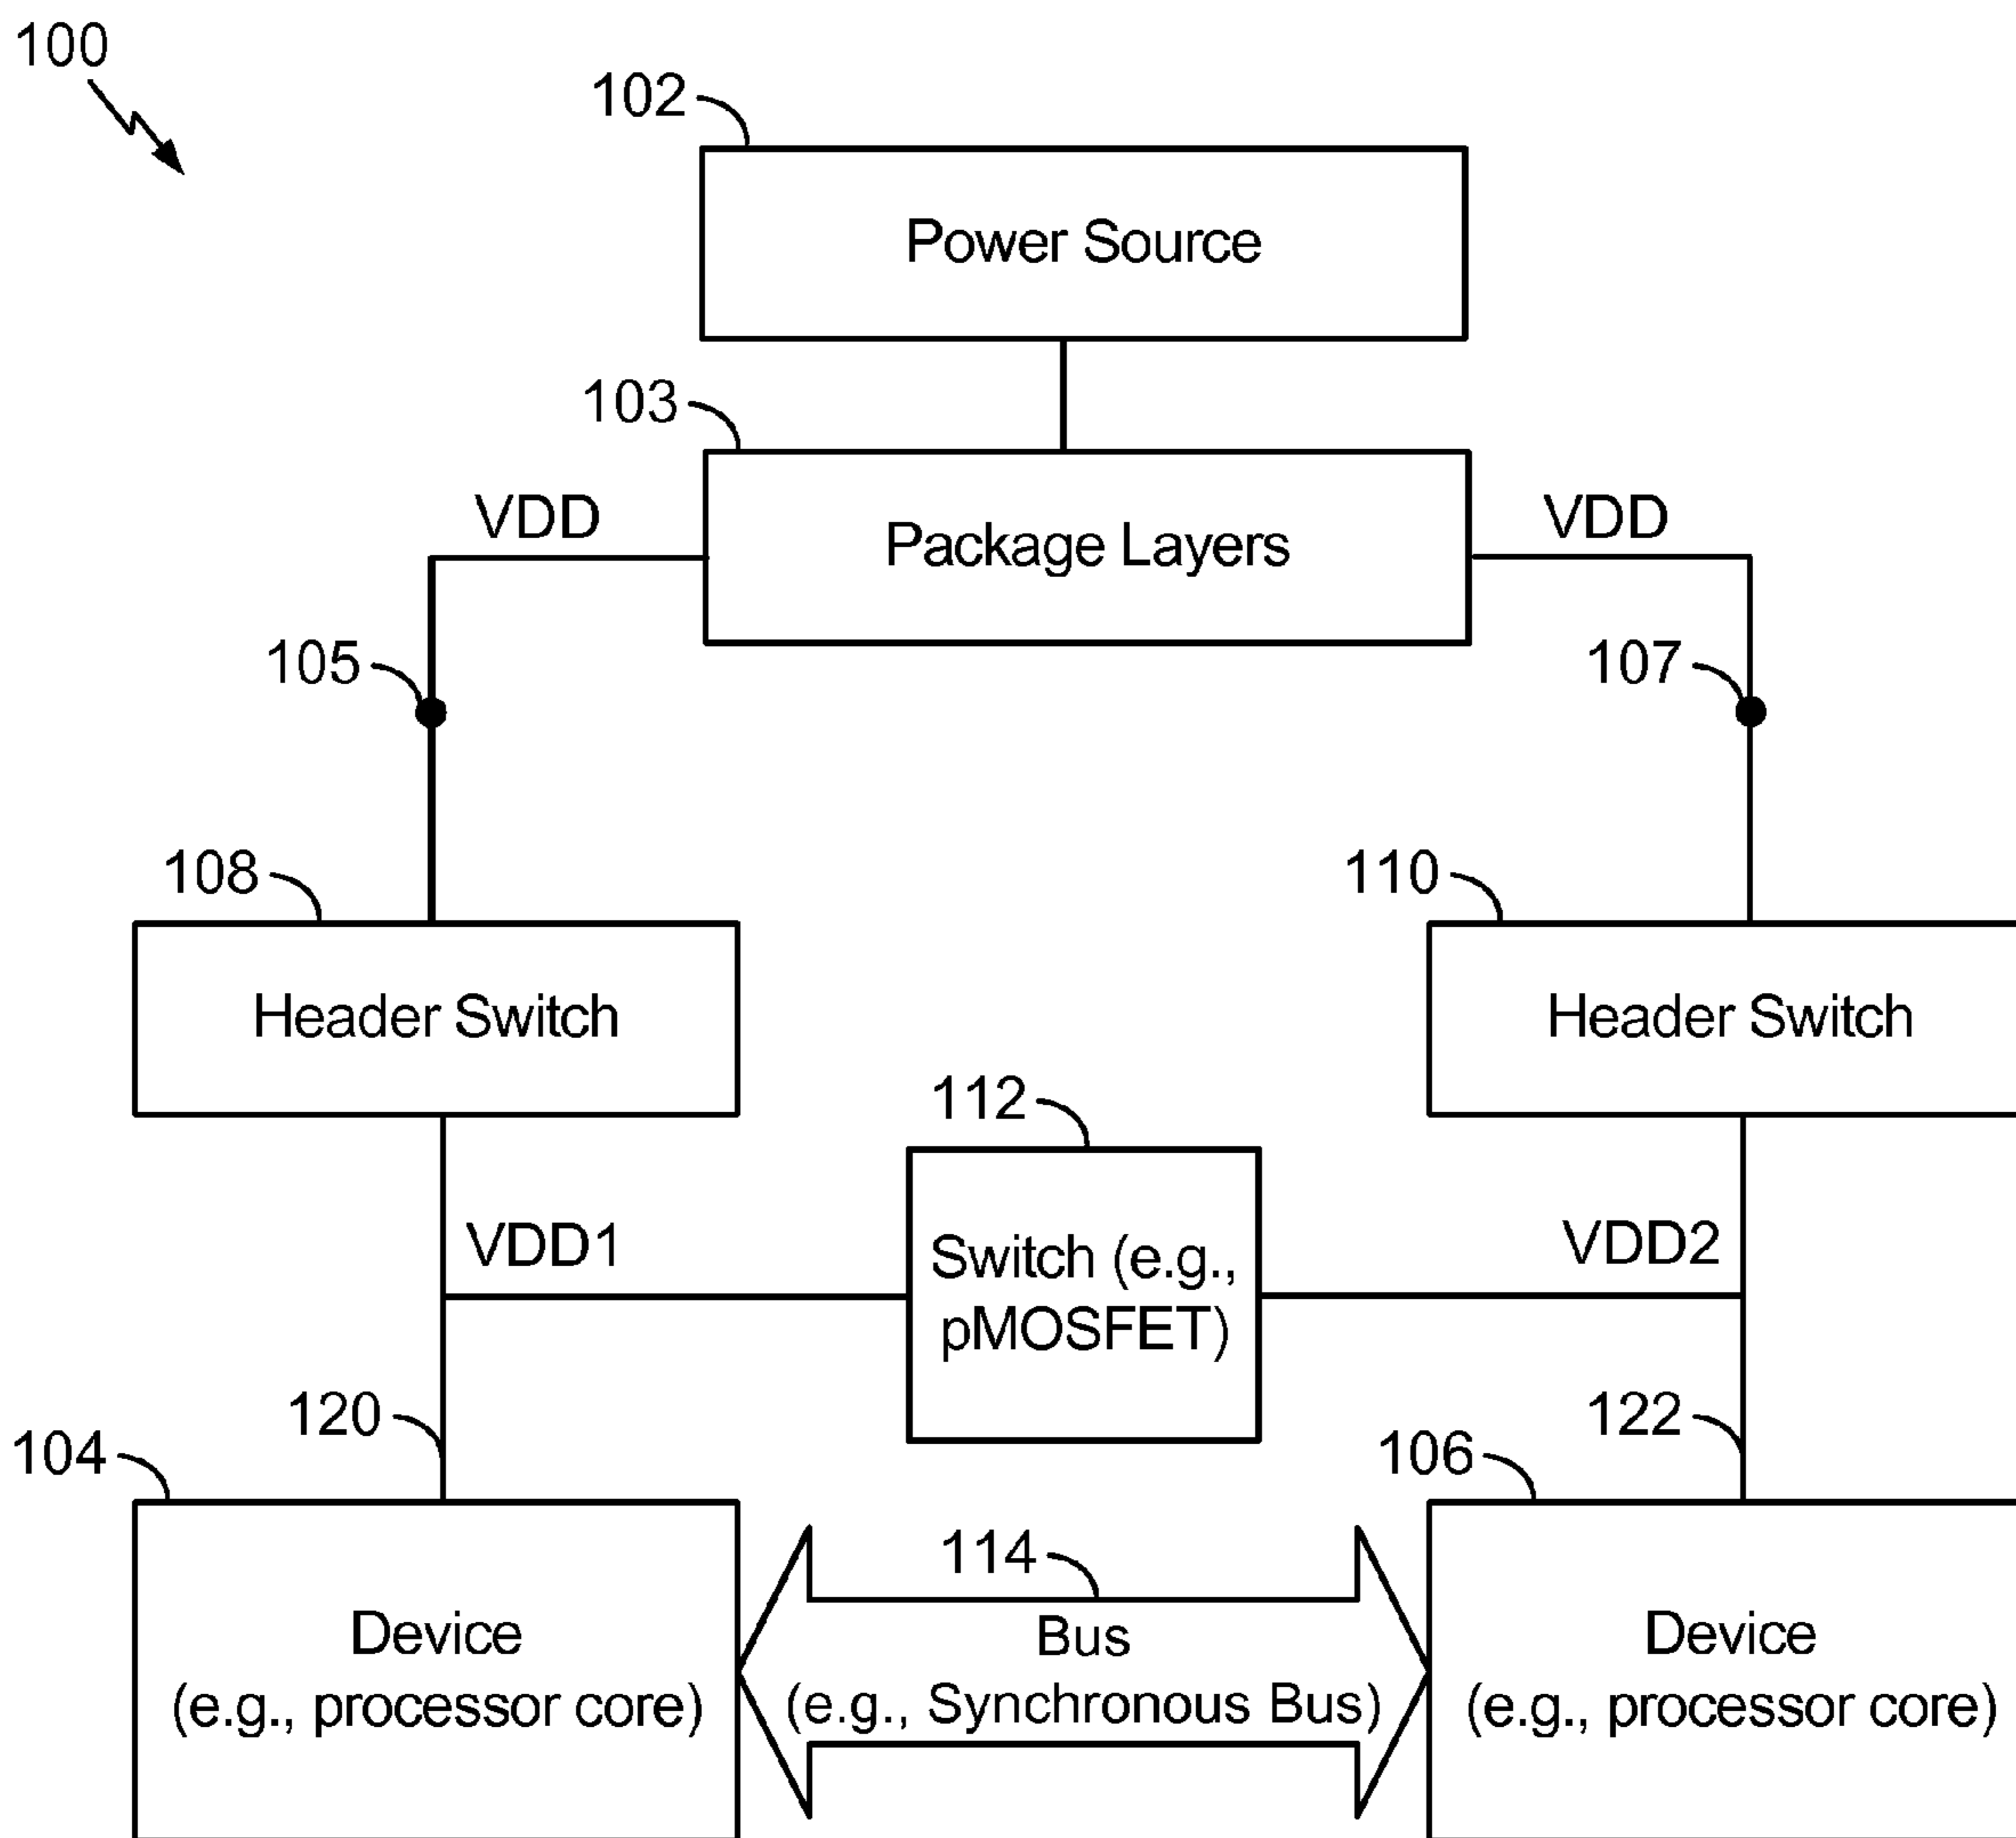 100
102
Power Source
103
VDD
Package Layers
VDD
105
107
108
110
Header Switch
Header Switch
112
VDD1
Switch (e.g.,
pMOSFET)
VDD2
120
122
104
106
114
Device
(e.g., processor core)
Bus
(e.g., Synchronous Bus)
Device
(e.g., processor core)